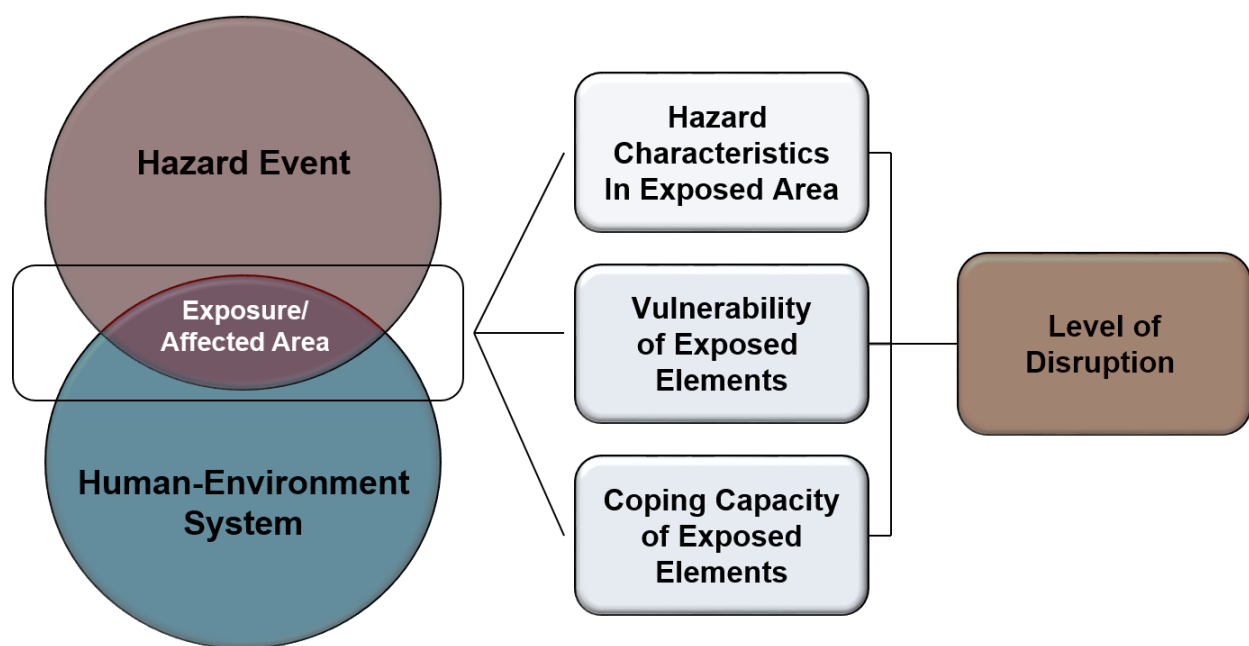 Hazard Event
Exposure/
Affected Area
Human-Environment
System
Hazard
Characteristics
In Exposed Area
Vulnerability
of Exposed
Elements
Coping Capacity
of Exposed
Elements
Level of
Disruption